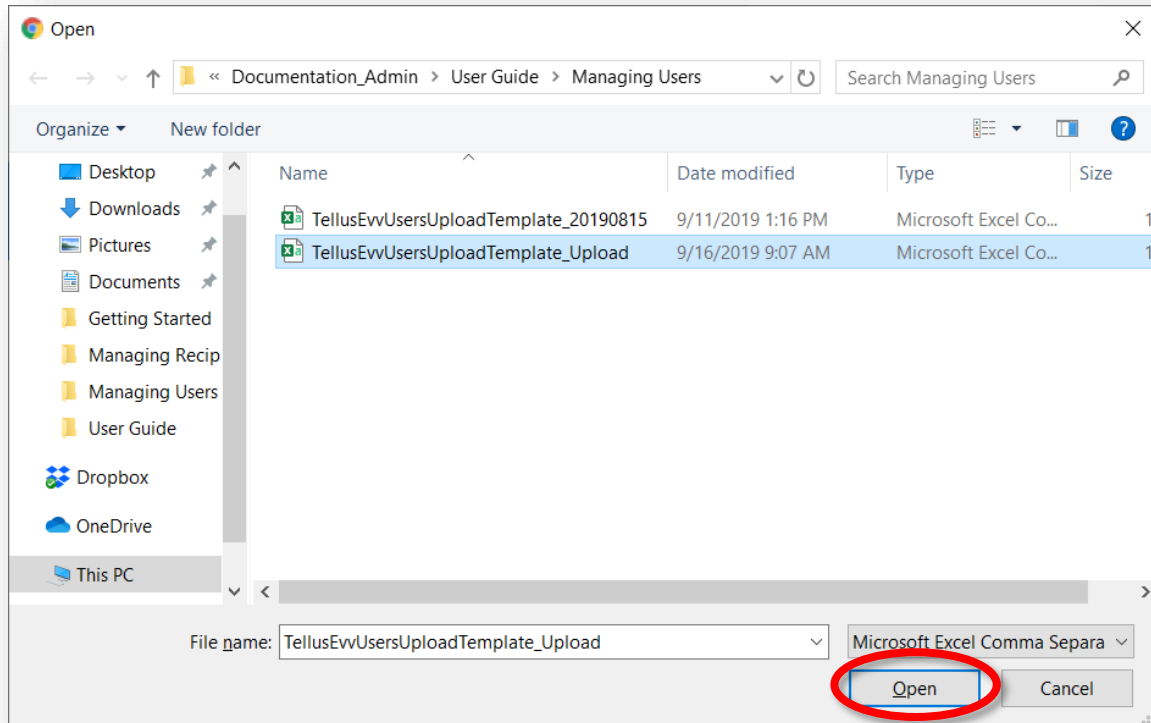 Open
« Documentation_Admin > User Guide > Managing Users
Search Managing Users
Organize
New folder
?
Name
Date modified
Type
Size
TellusEvvUsersUploadTemplate_20190815 9/11/2019 1:16 PM Microsoft Excel Co... 1
TellusEvvUsersUploadTemplate_Upload 9/16/2019 9:07 AM Microsoft Excel Co... 1
Desktop
Downloads
Pictures
Documents
Getting Started
Managing Recip
Managing Users
User Guide
Dropbox
OneDrive
This PC
File name: TellusEvvUsersUploadTemplate_Upload
Microsoft Excel Comma Separa
Open
Cancel